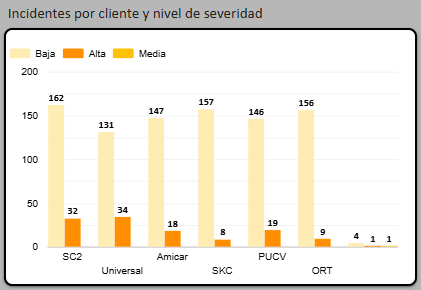 Incidentes por cliente y nivel de severidad
Baja Alta Media
200
150
100
50
0
162 32 131 34 147 18 157 8 146 19 156 9 4 1 1
SC2 Amicar PUCV
Universal SKC ORT